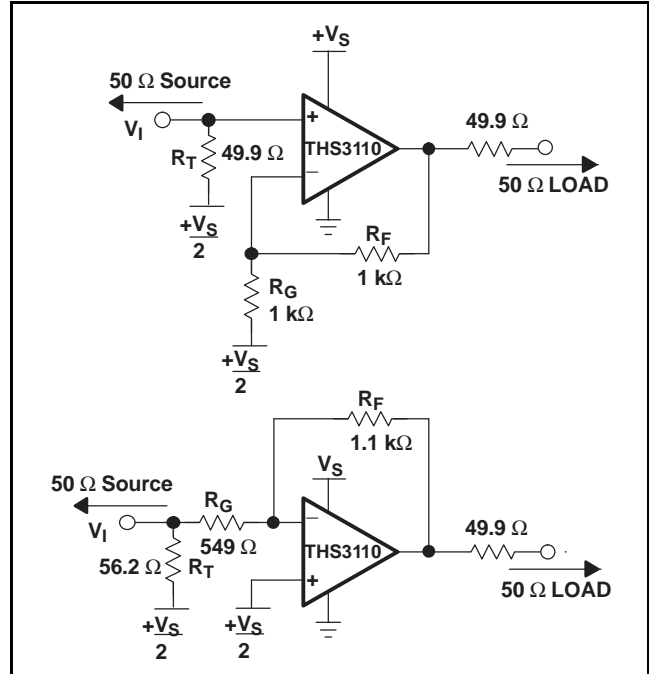 +VS
50 Ω Source
VI
+
THS3110
−
RT
49.9 Ω
49.9 Ω
50 Ω LOAD
+VS
2
RF
1 kΩ
RG
1 kΩ
+VS
2
RF
1.1 kΩ
VS
50 Ω Source
RG
VI
549 Ω
−
THS3110
+
49.9 Ω
56.2 Ω
RT
50 Ω LOAD
+VS
2
+VS
2